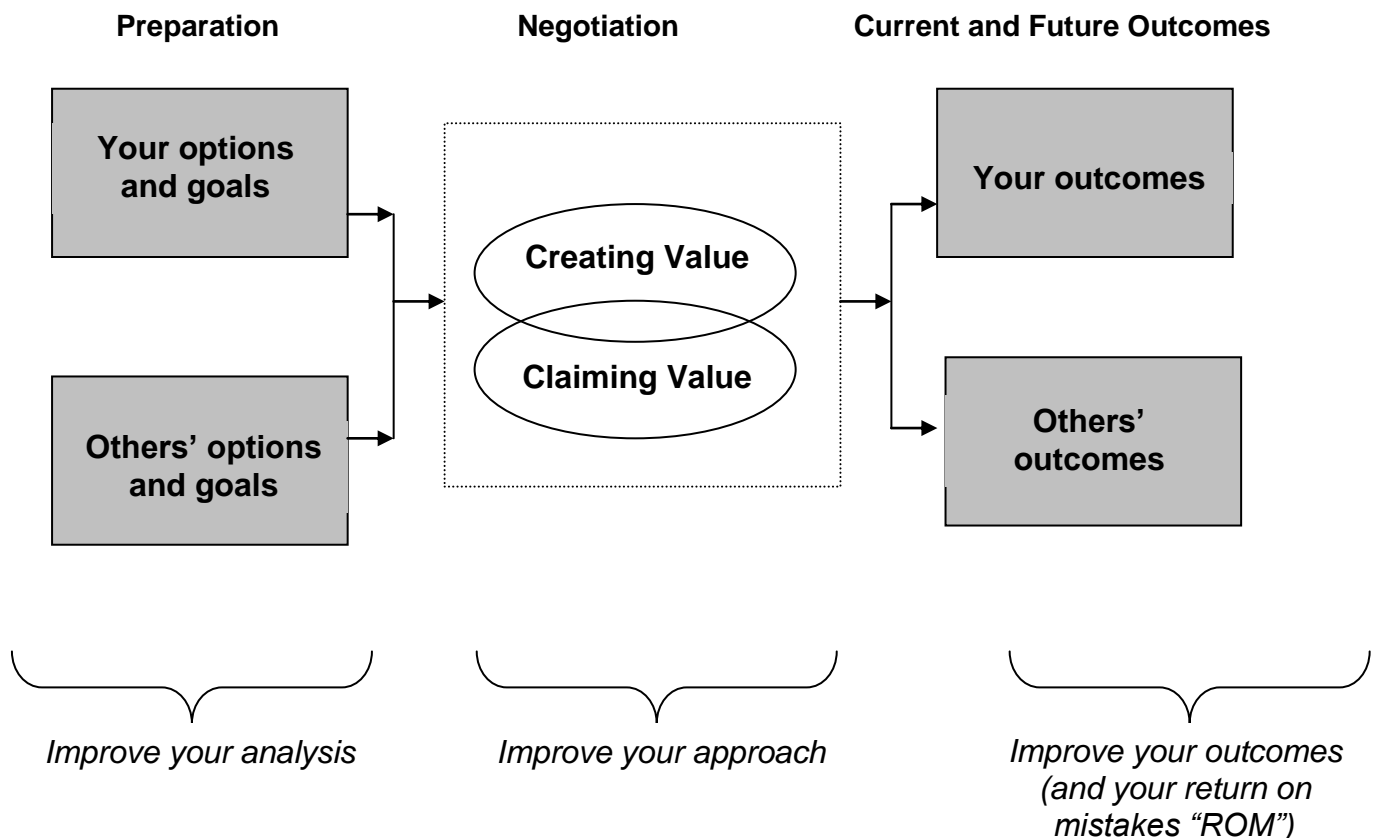 Preparation
Negotiation
Current and Future Outcomes
Your options
and goals
Others’ options
and goals
Creating Value
Claiming Value
Your outcomes
Others’
outcomes
Improve your analysis
Improve your approach
Improve your outcomes
(and your return on
mistakes “ROM”)